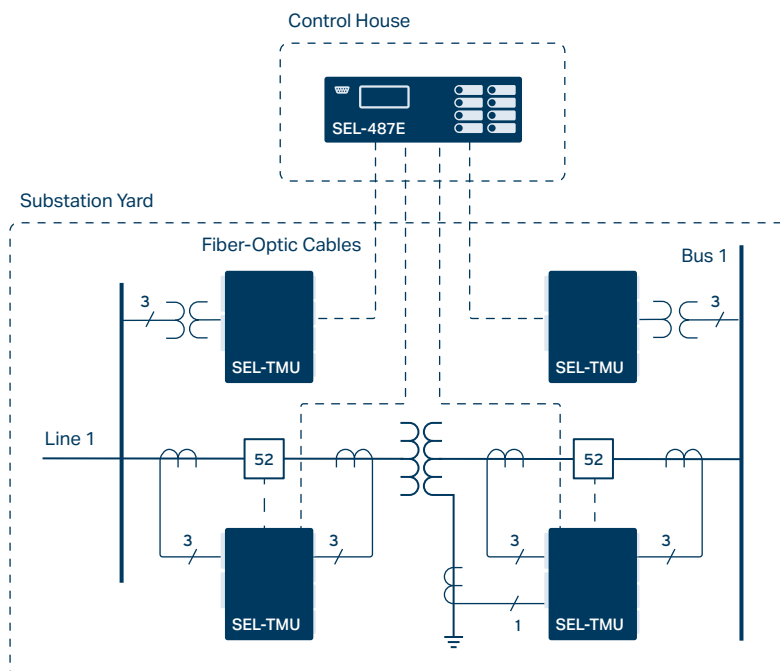 Control House
SEL-487E
Substation Yard
Fiber-Optic Cables
Bus 1
3
3
SEL-TMU
SEL-TMU
Line 1
52
52
3
3
3
3
SEL-TMU
1
SEL-TMU